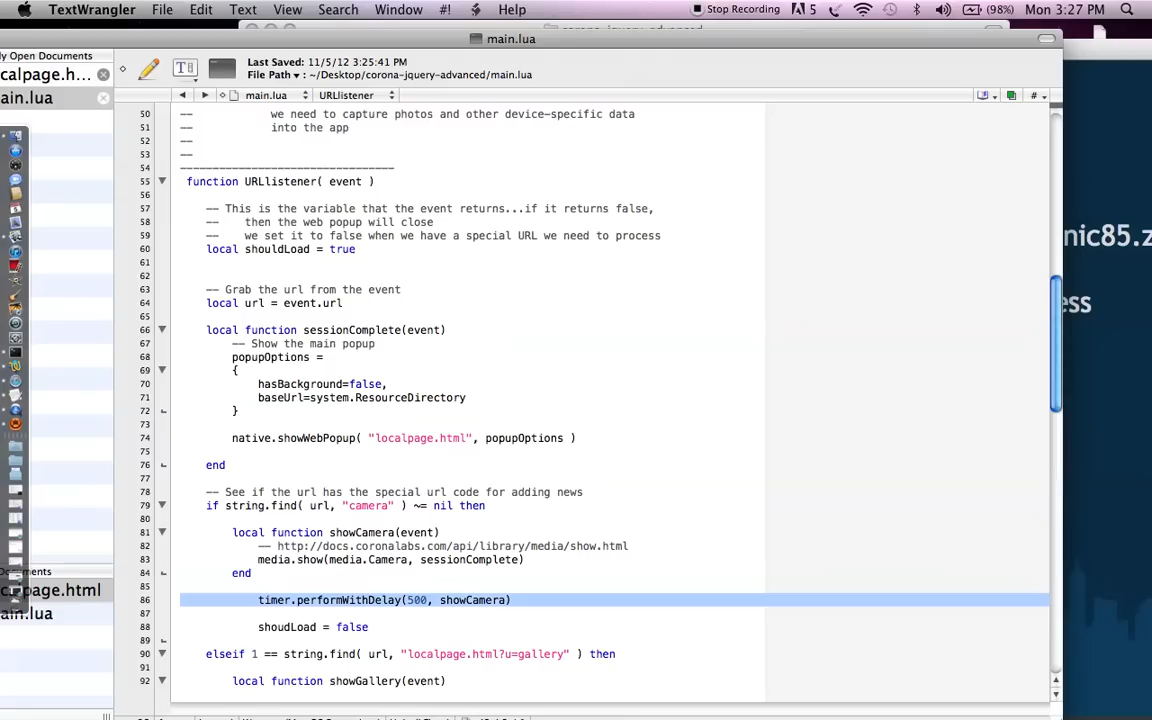 TextWrangler File Edit Text View Search Window #! Help Stop Recording 5 (98%) Mon 3:27 PM
main.lua
My Open Documents
calpage.h...
ain.lua
Last Saved: 11/5/12 3:25:41 PM
File Path ▾ : ~/Desktop/corona-jquery-advanced/main.lua
main.lua URLlistener
50 -- we need to capture photos and other device-specific data
51 -- into the app
52 --
53 --
54 ---------------------------------
55 function URLlistener( event )
56
57 -- This is the variable that the event returns...if it returns false,
58 -- then the web popup will close
59 -- we set it to false when we have a special URL we need to process
60 local shouldLoad = true
61
62
63 -- Grab the url from the event
64 local url = event.url
65
66 local function sessionComplete(event)
67 -- Show the main popup
68 popupOptions =
69 {
70 hasBackground=false,
71 baseUrl=system.ResourceDirectory
72 }
73
74 native.showWebPopup( "localpage.html", popupOptions )
75
76 end
77
78 -- See if the url has the special url code for adding news
79 if string.find( url, "camera" ) ~= nil then
80
81 local function showCamera(event)
82 -- http://docs.coronalabs.com/api/library/media/show.html
83 media.show(media.Camera, sessionComplete)
84 end
85
86 timer.performWithDelay(500, showCamera)
87
88 shoudLoad = false
89
90 elseif 1 == string.find( url, "localpage.html?u=gallery" ) then
91
92 local function showGallery(event)
cuments
calpage.html
ain.lua
nic85.z
ess